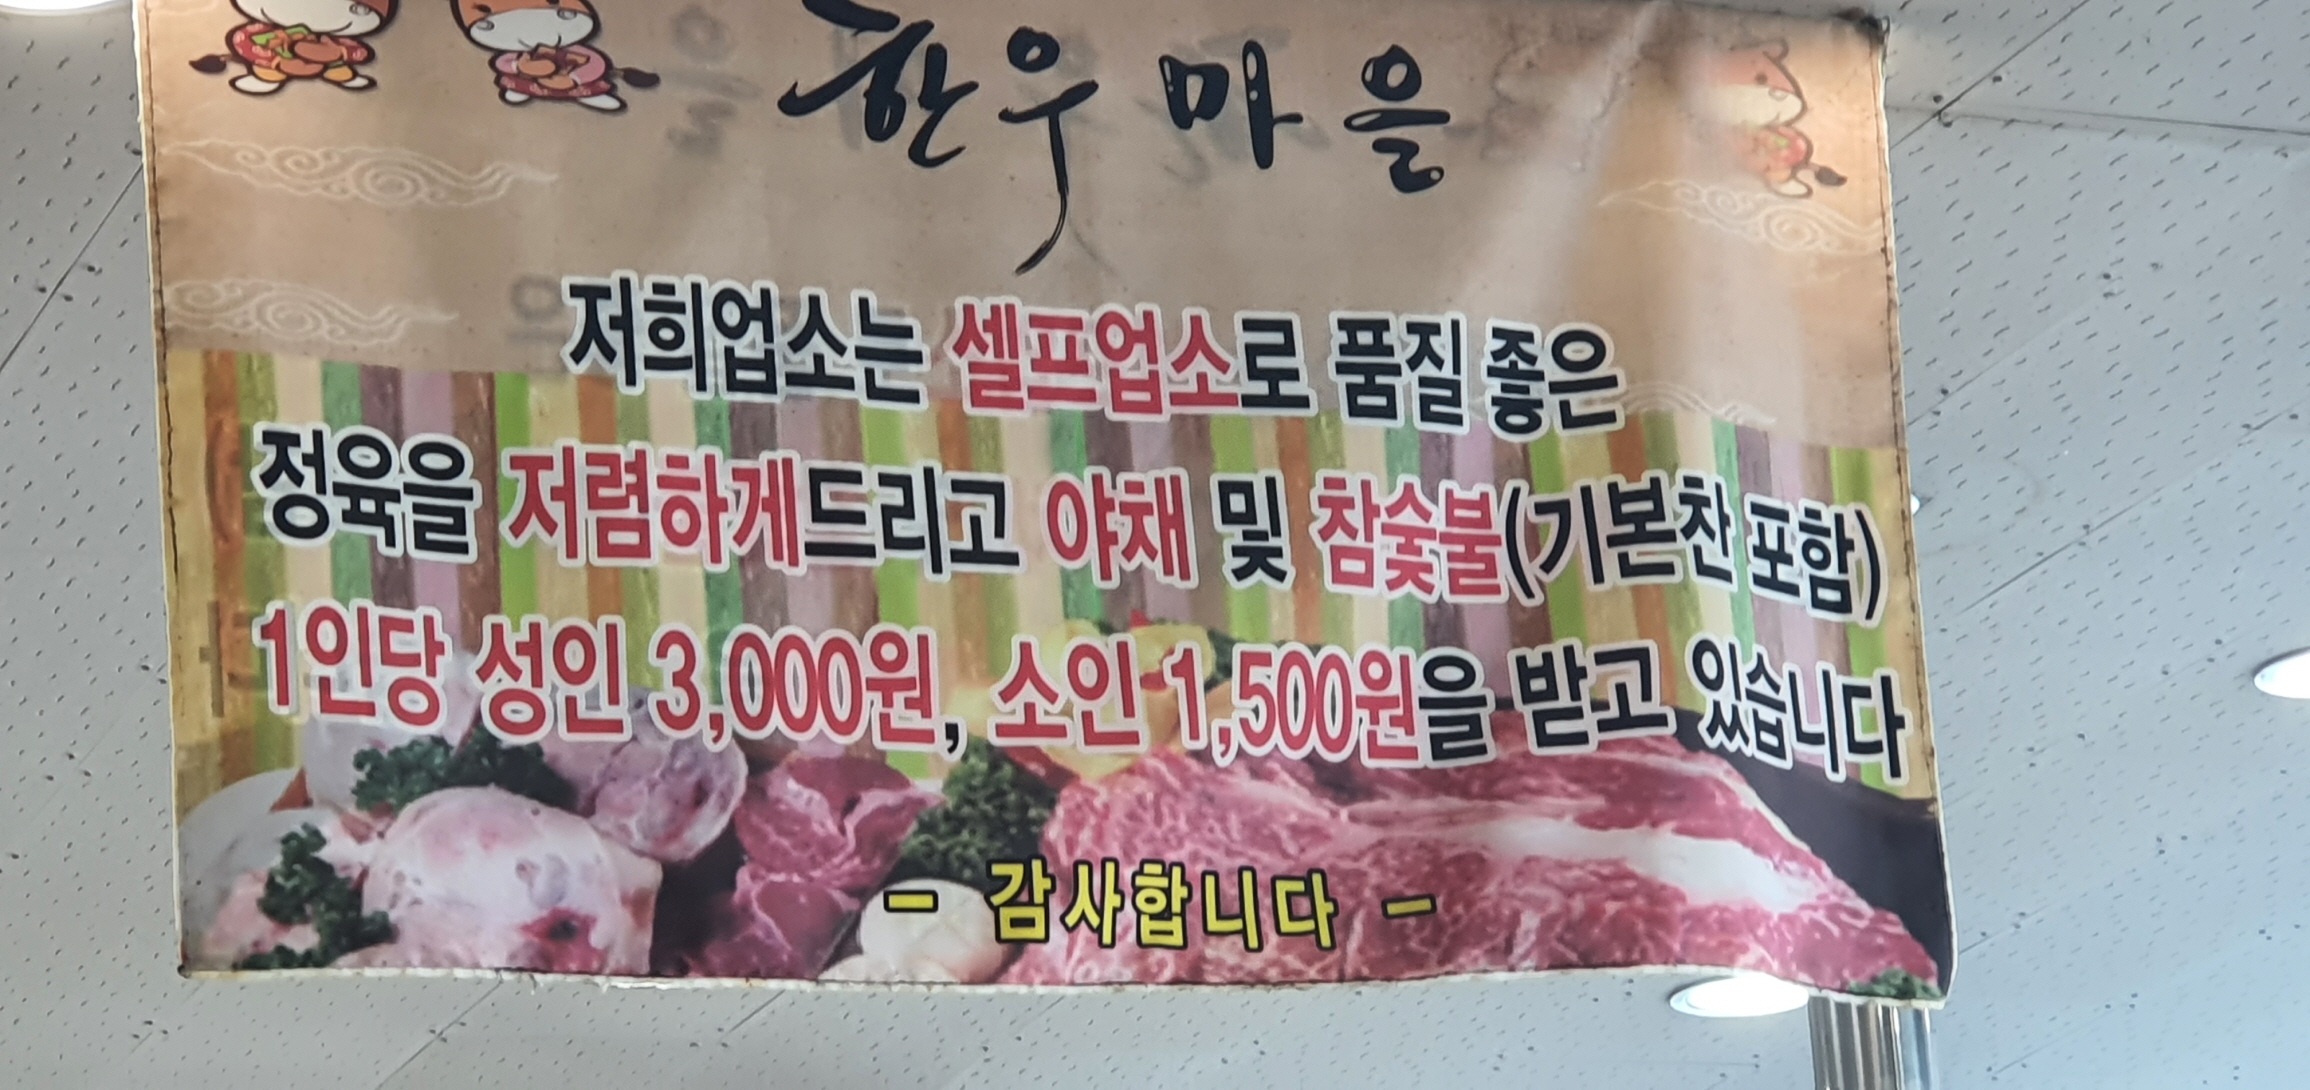 한우마을
저희업소는 셀프업소로 품질 좋은
정육을 저렴하게드리고 야채 및 참숯불(기본찬 포함)
1인당 성인 3,000원, 소인 1,500원을 받고 있습니다
- 감사합니다 -